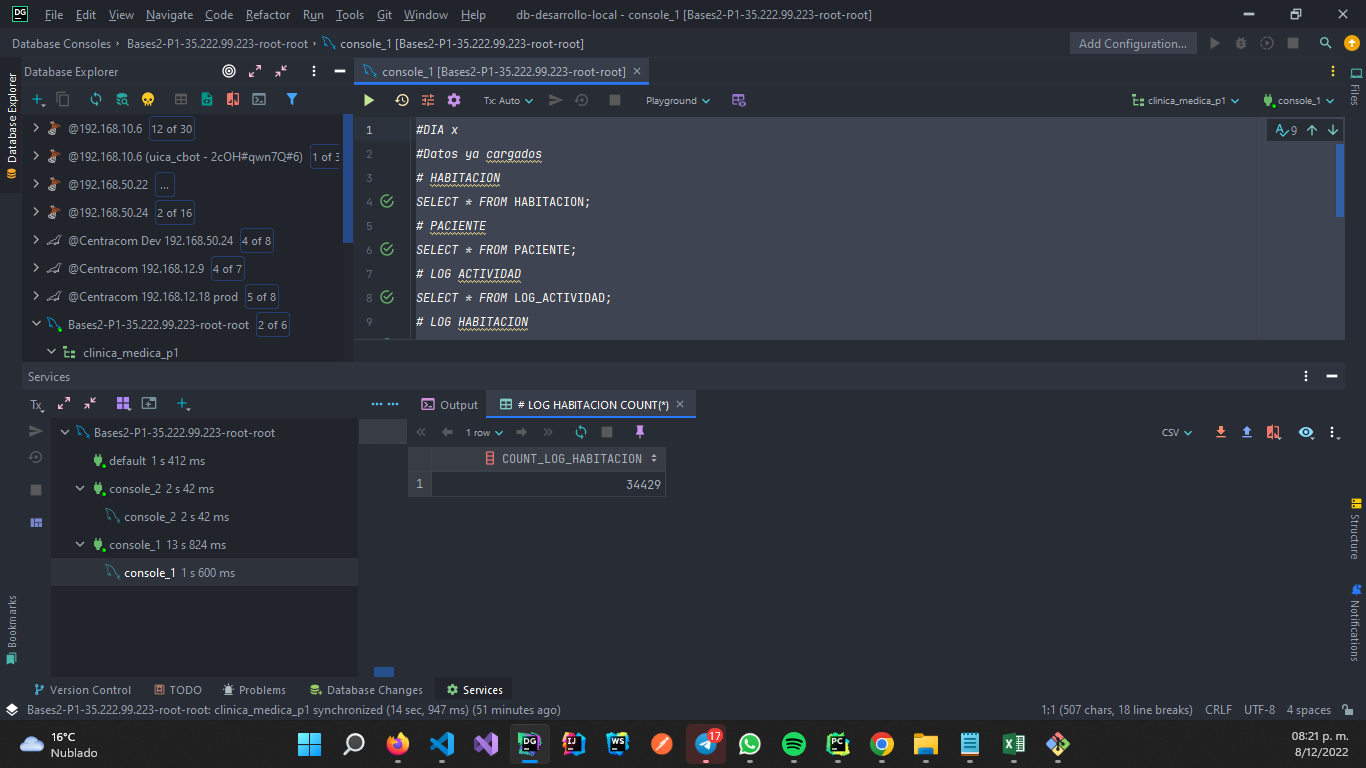 DG File Edit View Navigate Code Refactor Run Tools Git Window Help db-desarrollo-local - console_1 [Bases2-P1-35.222.99.223-root-root]
Database Consoles › Bases2-P1-35.222.99.223-root-root › console_1 [Bases2-P1-35.222.99.223-root-root] Add Configuration...
Database Explorer
Database Explorer
console_1 [Bases2-P1-35.222.99.223-root-root]
Files
Tx: Auto Playground clinica_medica_p1 console_1
@192.168.10.6 12 of 30
@192.168.10.6 (uica_cbot - 2cOH#qwn7Q#6) 1 of 3
@192.168.50.22 ...
@192.168.50.24 2 of 16
@Centracom Dev 192.168.50.24 4 of 8
@Centracom 192.168.12.9 4 of 7
@Centracom 192.168.12.18 prod 5 of 8
Bases2-P1-35.222.99.223-root-root 2 of 6
clinica_medica_p1
1 #DIA x
9
2 #Datos ya cargados
3 # HABITACION
4 SELECT * FROM HABITACION;
5 # PACIENTE
6 SELECT * FROM PACIENTE;
7 # LOG ACTIVIDAD
8 SELECT * FROM LOG_ACTIVIDAD;
9 # LOG HABITACION
Services
Tx
Bases2-P1-35.222.99.223-root-root
default 1 s 412 ms
console_2 2 s 42 ms
console_2 2 s 42 ms
console_1 13 s 824 ms
console_1 1 s 600 ms
Output # LOG HABITACION COUNT(*)
1 row CSV
COUNT_LOG_HABITACION
1 34429
Structure
Notifications
Bookmarks
Version Control TODO Problems Database Changes Services
Bases2-P1-35.222.99.223-root-root: clinica_medica_p1 synchronized (14 sec, 947 ms) (51 minutes ago) 1:1 (507 chars, 18 line breaks) CRLF UTF-8 4 spaces
16°C
Nublado
DG
IJ
WS
17
PC
08:21 p. m.
8/12/2022